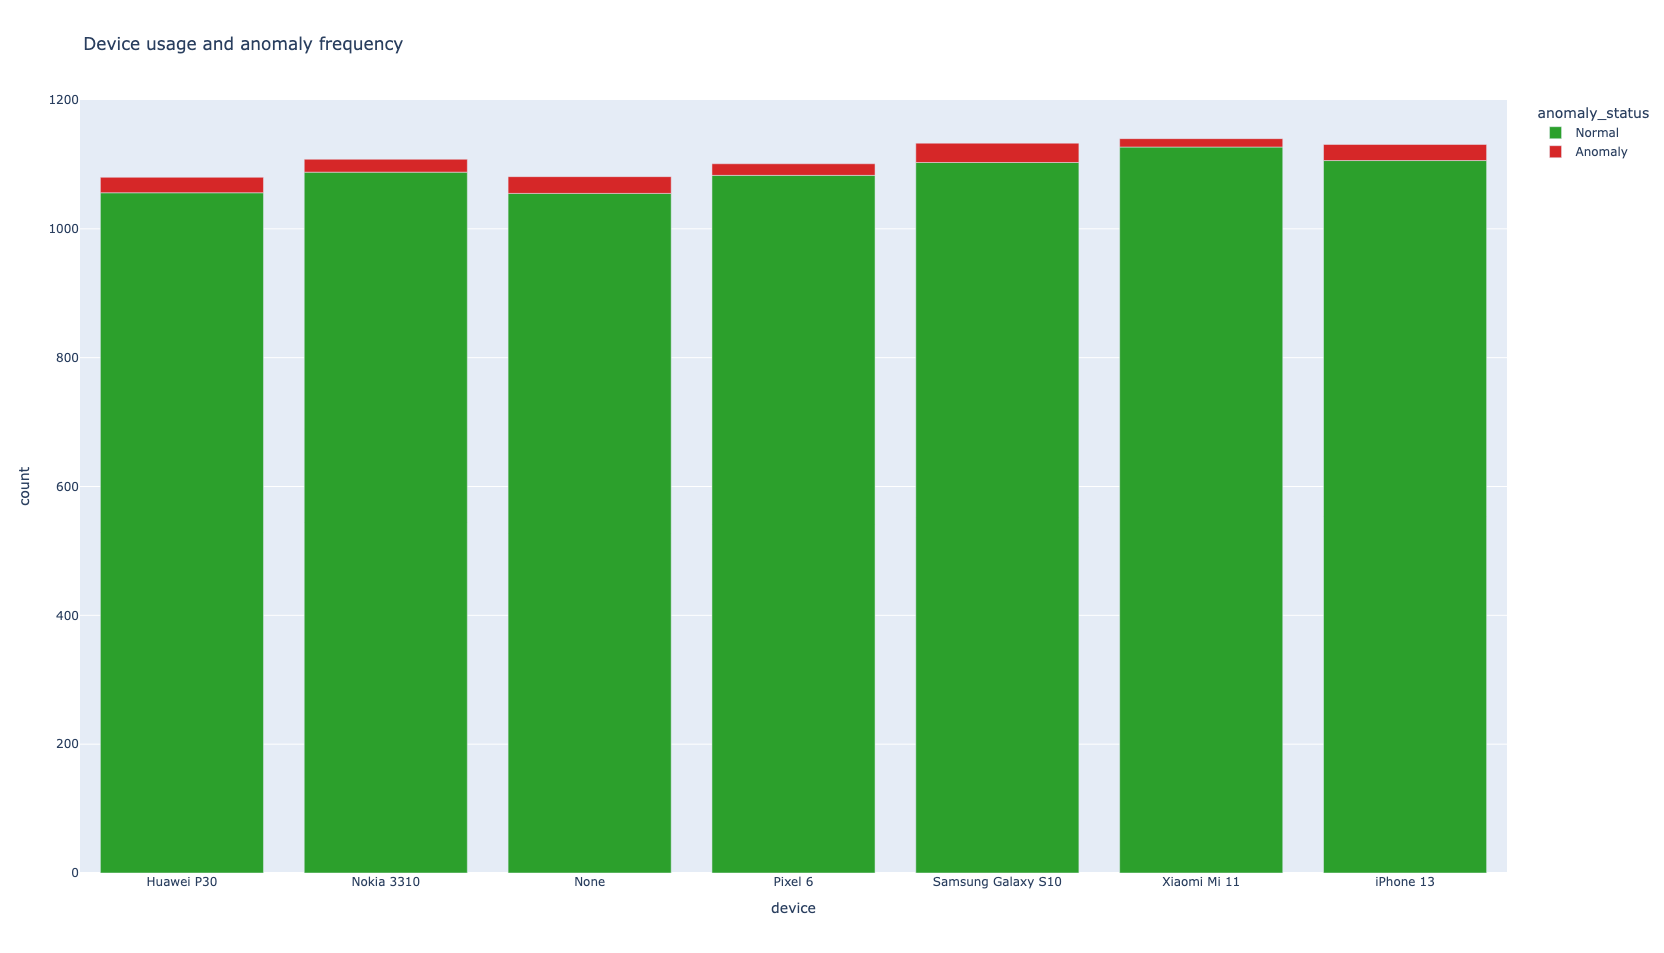 Device usage and anomaly frequency
1200
1000
800
600
400
200
0
count
Huawei P30
Nokia 3310
None
Pixel 6
Samsung Galaxy S10
Xiaomi Mi 11
iPhone 13
device
anomaly_status
Normal
Anomaly